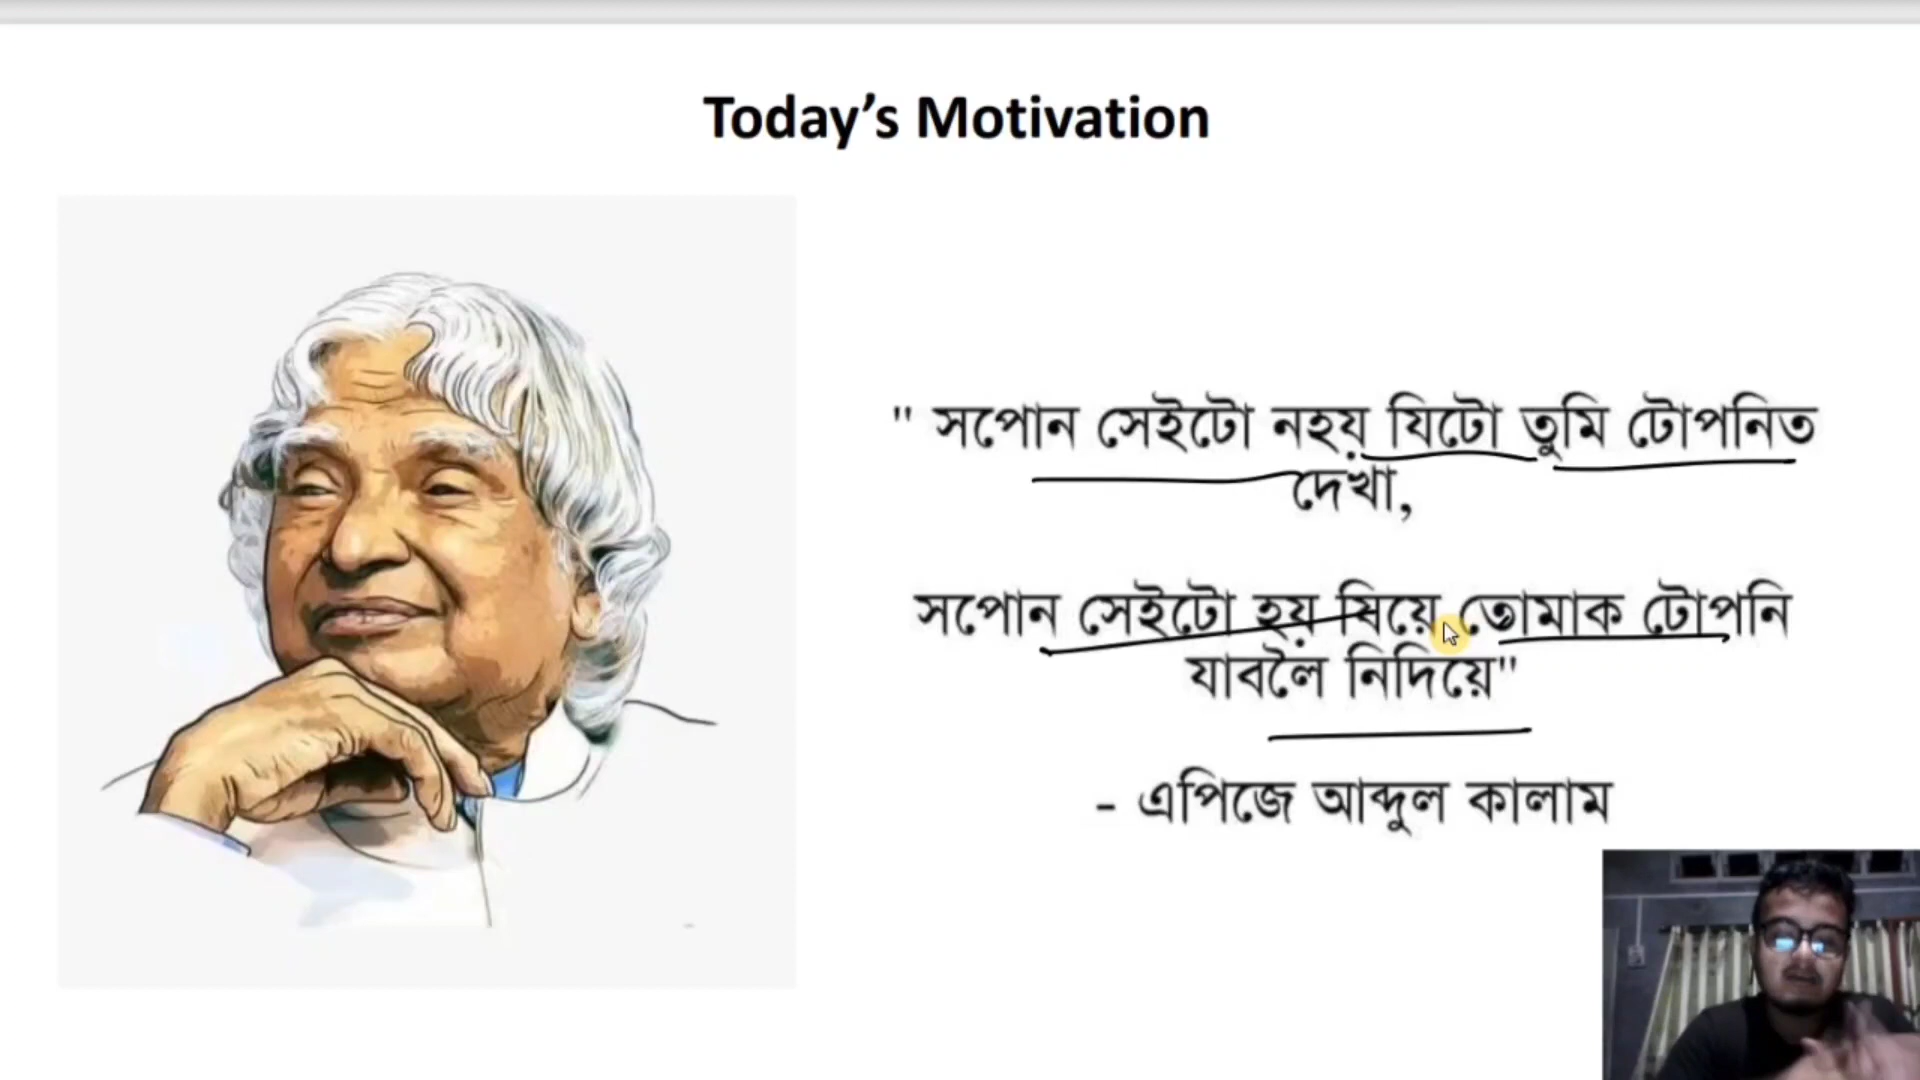 Today’s Motivation
" সপোন সেইটো নহয় যিটো তুমি টোপনিত
দেখা,
সপোন সেইটো হয় যিয়ে তোমাক টোপনি
যাবলৈ নিদিয়ে"
- এপিজে আব্দুল কালাম